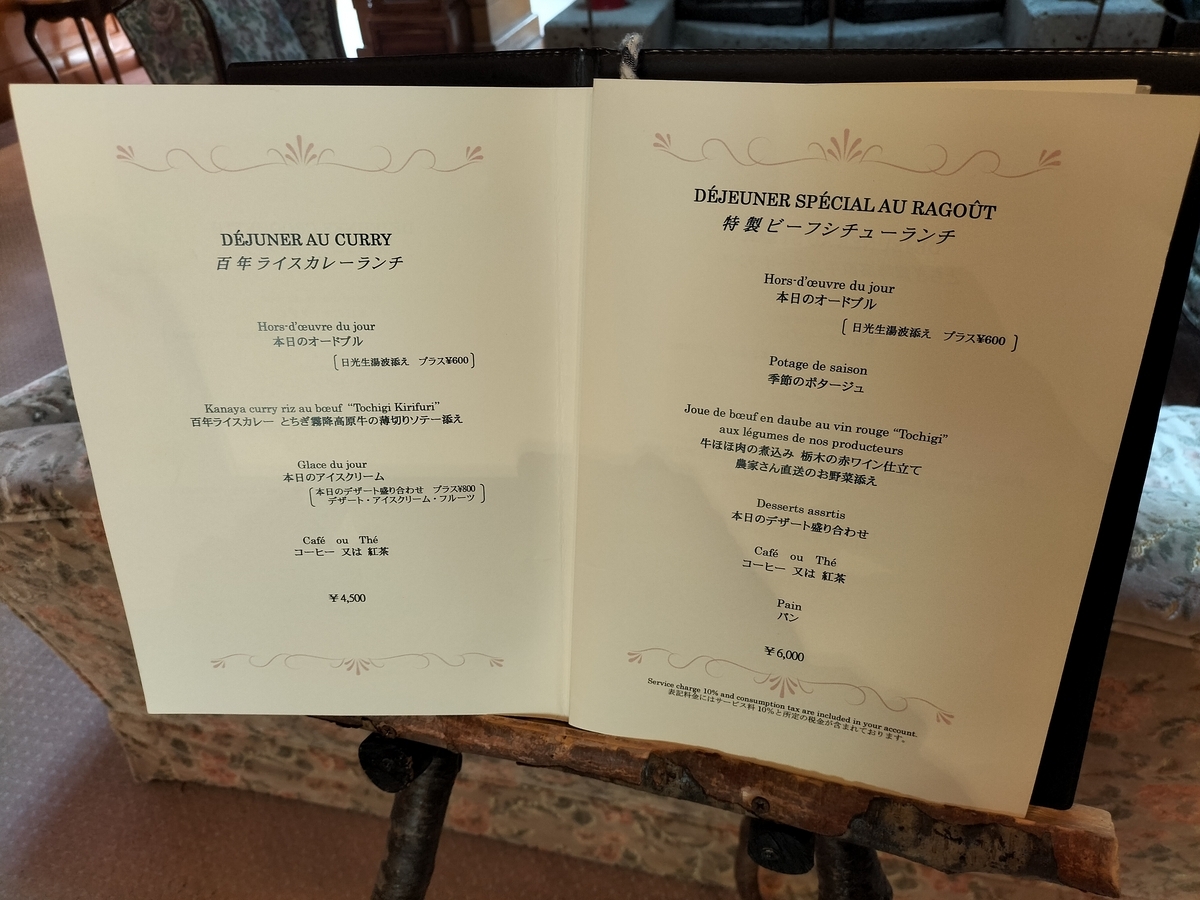 DÉJUNER AU CURRY
百年ライスカレーランチ
Hors-d'œuvre du jour
本日のオードブル
〔日光生湯波添え プラス¥600〕
Kanaya curry riz au bœuf “Tochigi Kirifuri”
百年ライスカレー とちぎ霧降高原牛の薄切りソテー添え
Glace du jour
本日のアイスクリーム
〔本日のデザート盛り合わせ プラス¥800
デザート・アイスクリーム・フルーツ〕
Café ou Thé
コーヒー 又は 紅茶
¥4,500
DÉJEUNER SPÉCIAL AU RAGOÛT
特製ビーフシチューランチ
Hors-d'œuvre du jour
本日のオードブル
〔日光生湯波添え プラス¥600〕
Potage de saison
季節のポタージュ
Joue de bœuf en daube au vin rouge “Tochigi”
aux légumes de nos producteurs
牛ほほ肉の煮込み 栃木の赤ワイン仕立て
農家さん直送のお野菜添え
Desserts assrtis
本日のデザート盛り合わせ
Café ou Thé
コーヒー 又は 紅茶
Pain
パン
¥6,000
Service charge 10% and consumption tax are included in your account.
表記料金にはサービス料10%と所定の税金が含まれております。